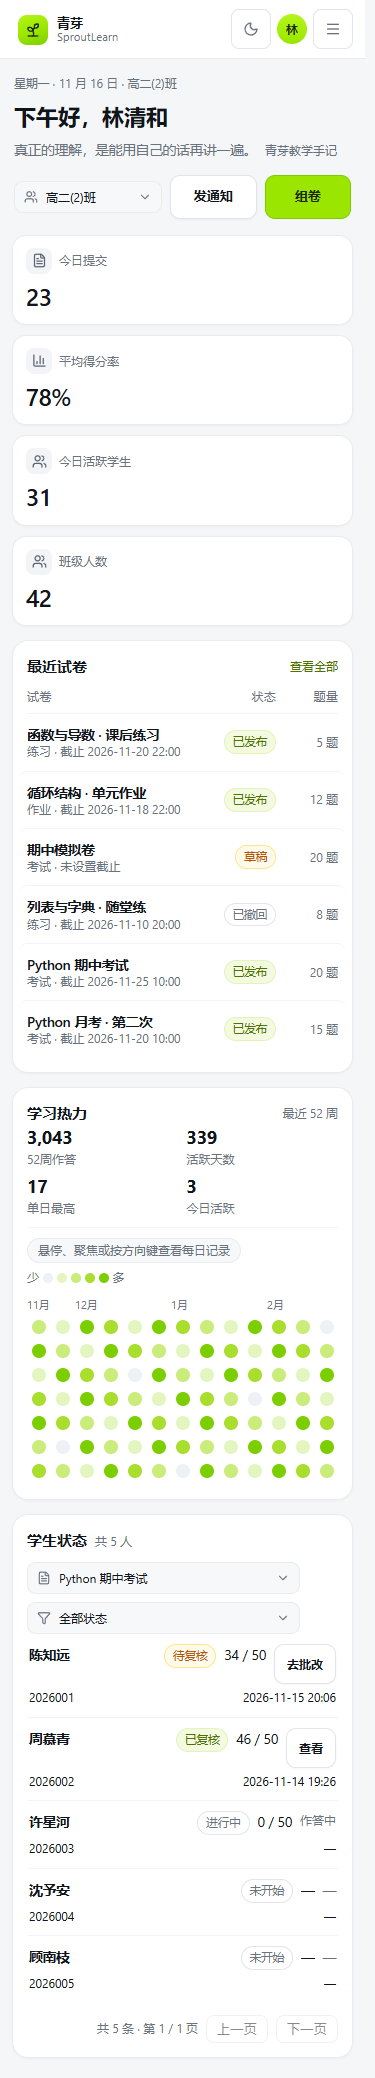 青芽
SproutLearn
林
星期一 · 11 月 16 日 · 高二(2)班
下午好，林清和
真正的理解，是能用自己的话再讲一遍。 青芽教学手记
高二(2)班 发通知 组卷
今日提交
23
平均得分率
78%
今日活跃学生
31
班级人数
42
最近试卷 查看全部
试卷 状态 题量
函数与导数 · 课后练习
练习 · 截止 2026-11-20 22:00
已发布 5 题
循环结构 · 单元作业
作业 · 截止 2026-11-18 22:00
已发布 12 题
期中模拟卷
考试 · 未设置截止
草稿 20 题
列表与字典 · 随堂练
练习 · 截止 2026-11-10 20:00
已撤回 8 题
Python 期中考试
考试 · 截止 2026-11-25 10:00
已发布 20 题
Python 月考 · 第二次
考试 · 截止 2026-11-20 10:00
已发布 15 题
学习热力 最近 52 周
3,043 339
52周作答 活跃天数
17 3
单日最高 今日活跃
悬停、聚焦或按方向键查看每日记录
少 多
11月 12月 1月 2月
学生状态 共 5 人
Python 期中考试
全部状态
陈知远 待复核 34 / 50 去批改
2026001 2026-11-15 20:06
周慕青 已复核 46 / 50 查看
2026002 2026-11-14 19:26
许星河 进行中 0 / 50 作答中
2026003 —
沈予安 未开始 — —
2026004 —
顾南枝 未开始 — —
2026005 —
共 5 条 · 第 1 / 1 页 上一页 下一页